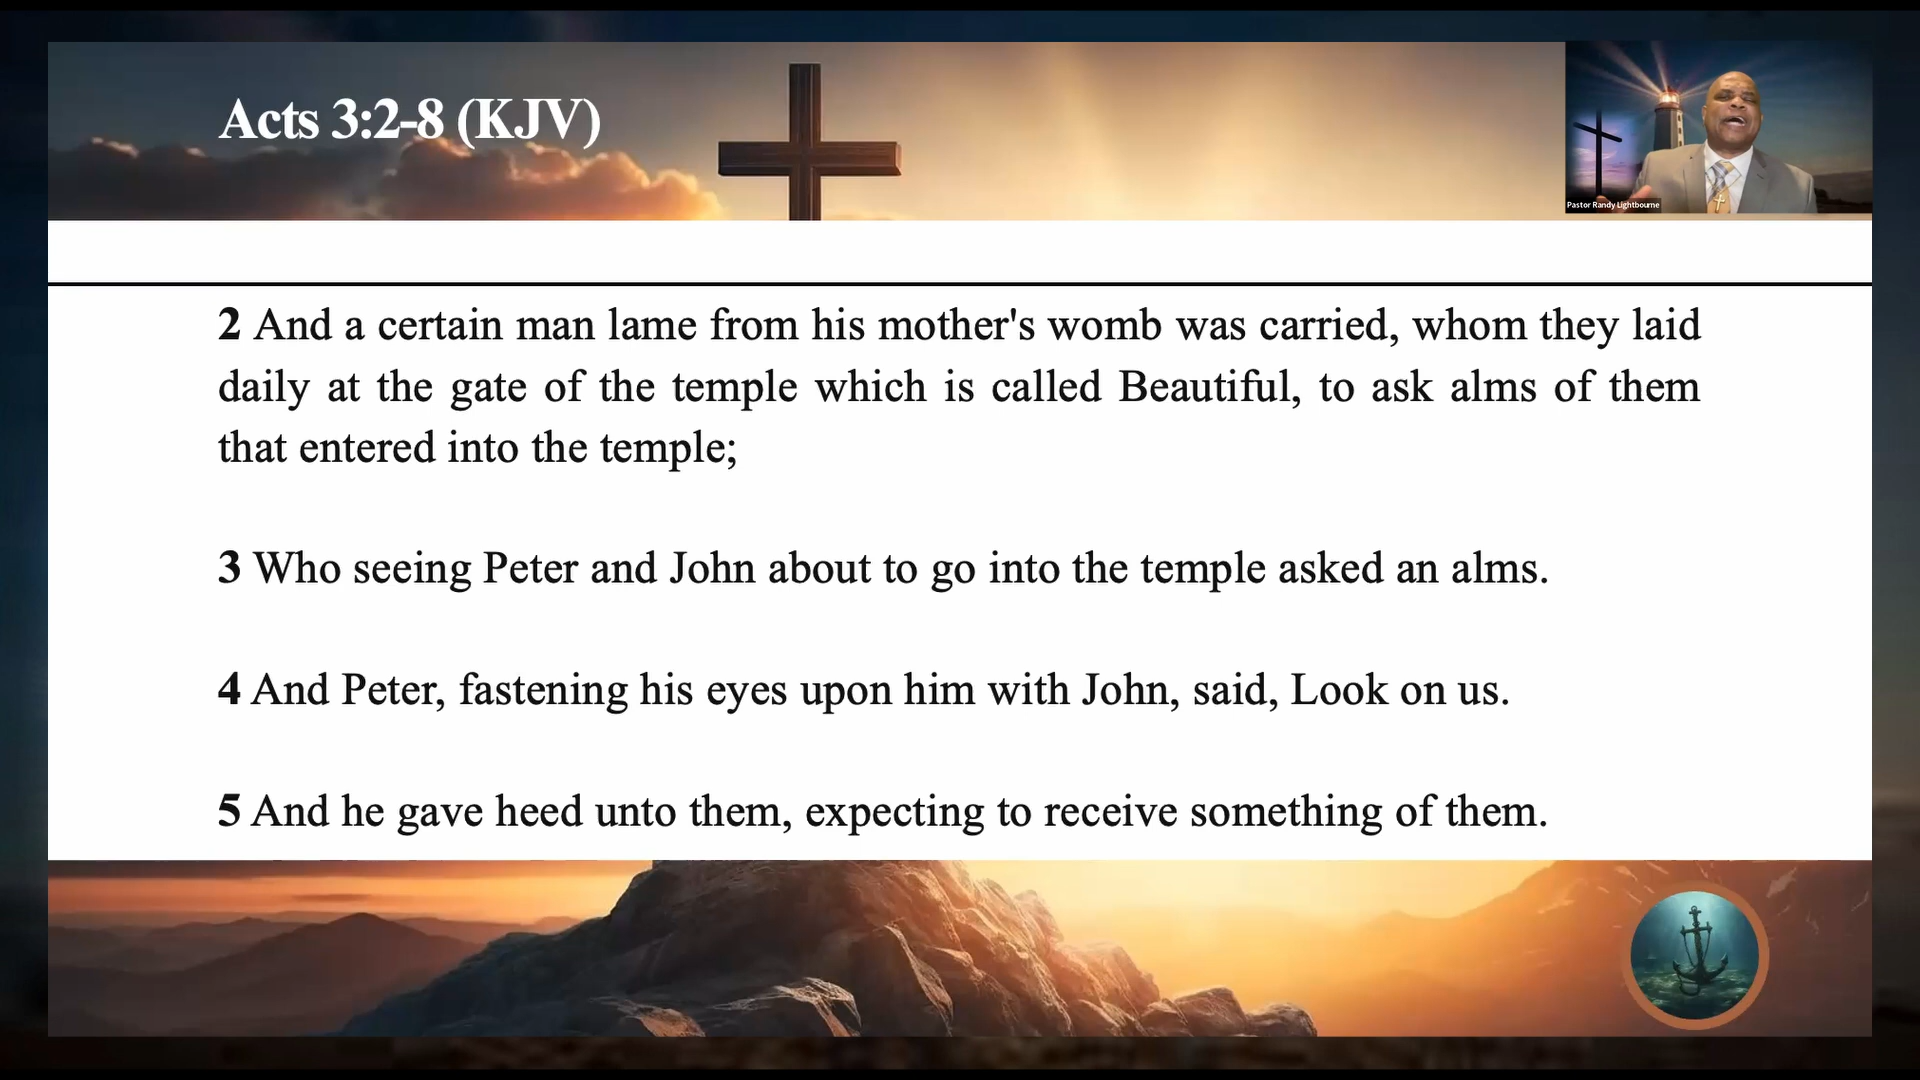 Acts 3:2-8 (KJV)
Pastor Randy Lightbourne
2 And a certain man lame from his mother's womb was carried, whom they laid
daily at the gate of the temple which is called Beautiful, to ask alms of them
that entered into the temple;
3 Who seeing Peter and John about to go into the temple asked an alms.
4 And Peter, fastening his eyes upon him with John, said, Look on us.
5 And he gave heed unto them, expecting to receive something of them.